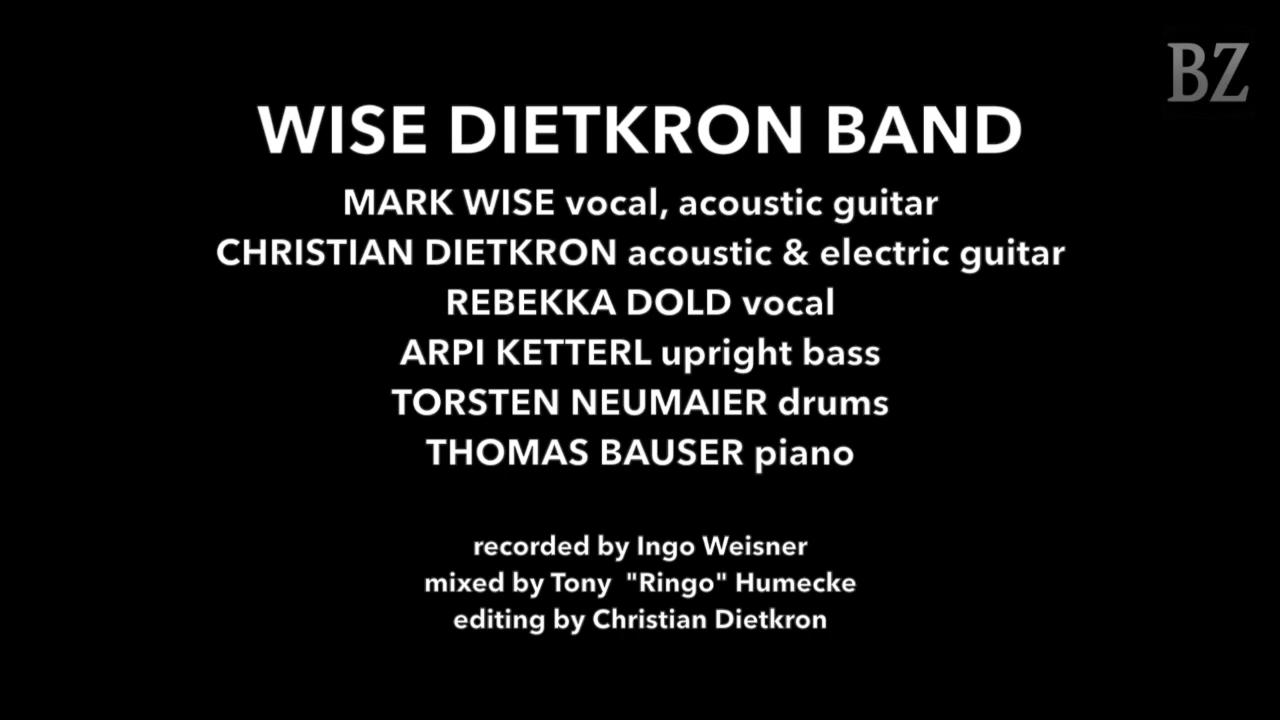 BZ
WISE DIETKRON BAND
MARK WISE vocal, acoustic guitar
CHRISTIAN DIETKRON acoustic & electric guitar
REBEKKA DOLD vocal
ARPI KETTERL upright bass
TORSTEN NEUMAIER drums
THOMAS BAUSER piano
recorded by Ingo Weisner
mixed by Tony  "Ringo" Humecke
editing by Christian Dietkron